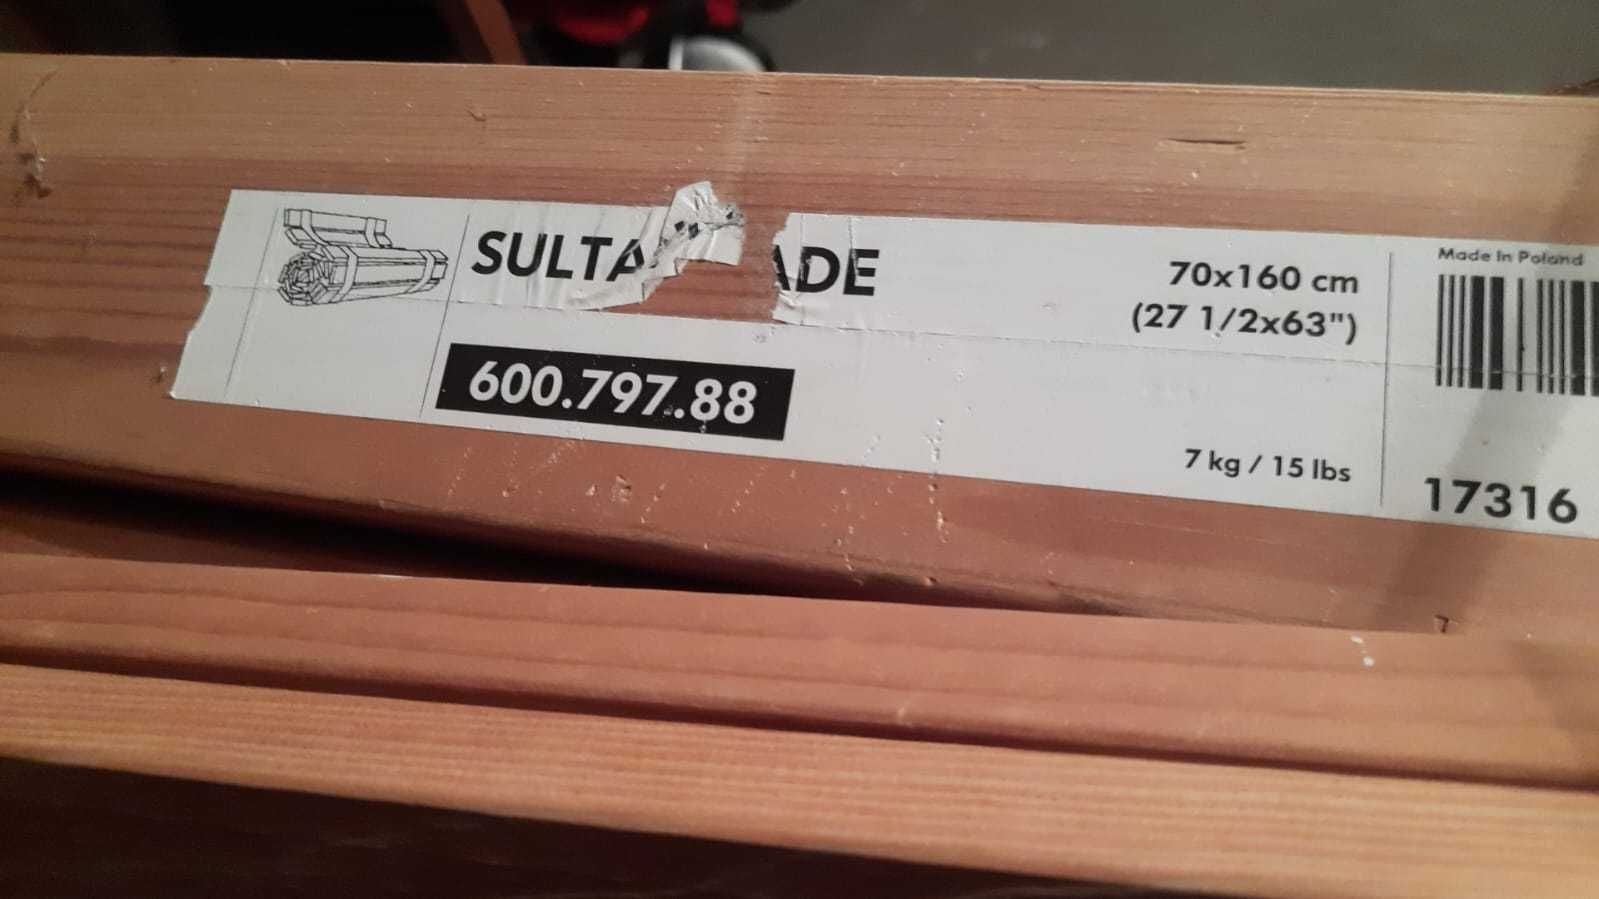 SULTA ADE
600.797.88
70x160 cm
(27 1/2x63")
7 kg / 15 lbs
Made in Poland
17316